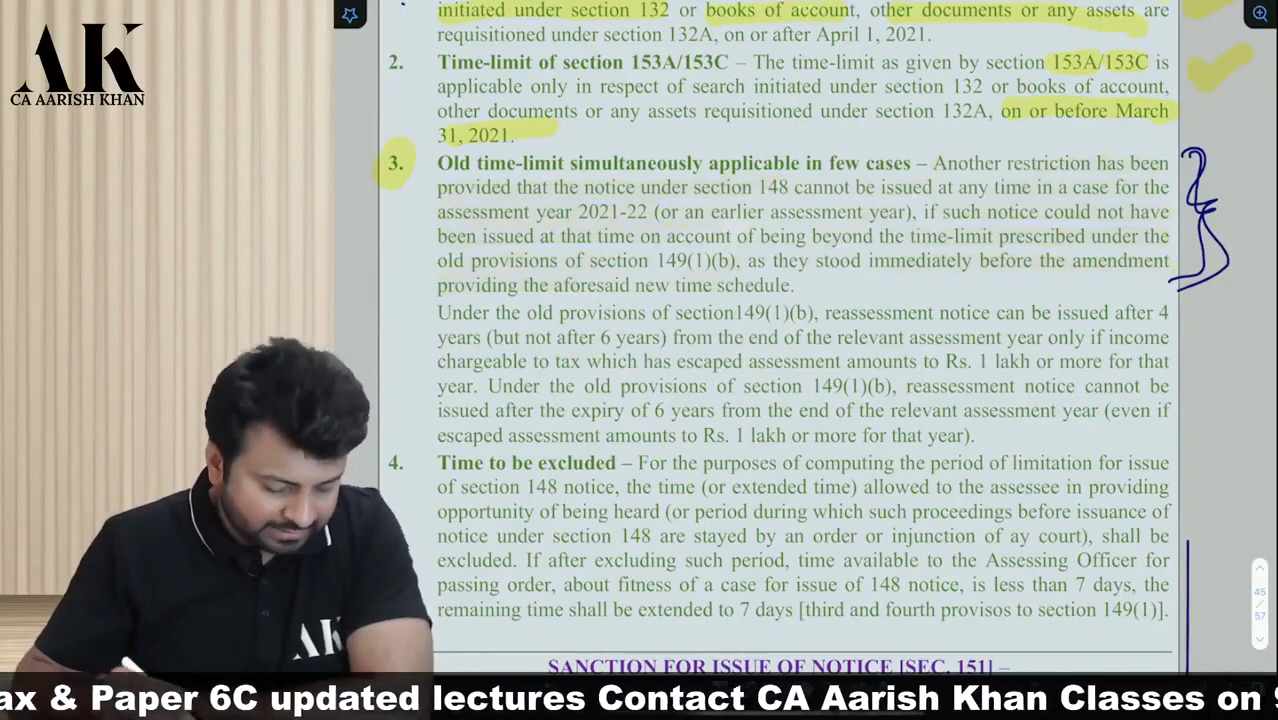 initiated under section 132 or books of account, other documents or any assets are
requisitioned under section 132A, on or after April 1, 2021.
2. Time-limit of section 153A/153C – The time-limit as given by section 153A/153C is
applicable only in respect of search initiated under section 132 or books of account,
other documents or any assets requisitioned under section 132A, on or before March
31, 2021.
3. Old time-limit simultaneously applicable in few cases – Another restriction has been
provided that the notice under section 148 cannot be issued at any time in a case for the
assessment year 2021-22 (or an earlier assessment year), if such notice could not have
been issued at that time on account of being beyond the time-limit prescribed under the
old provisions of section 149(1)(b), as they stood immediately before the amendment
providing the aforesaid new time schedule.
Under the old provisions of section149(1)(b), reassessment notice can be issued after 4
years (but not after 6 years) from the end of the relevant assessment year only if income
chargeable to tax which has escaped assessment amounts to Rs. 1 lakh or more for that
year. Under the old provisions of section 149(1)(b), reassessment notice cannot be
issued after the expiry of 6 years from the end of the relevant assessment year (even if
escaped assessment amounts to Rs. 1 lakh or more for that year).
4. Time to be excluded – For the purposes of computing the period of limitation for issue
of section 148 notice, the time (or extended time) allowed to the assessee in providing
opportunity of being heard (or period during which such proceedings before issuance of
notice under section 148 are stayed by an order or injunction of ay court), shall be
excluded. If after excluding such period, time available to the Assessing Officer for
passing order, about fitness of a case for issue of 148 notice, is less than 7 days, the
remaining time shall be extended to 7 days [third and fourth provisos to section 149(1)].
SANCTION FOR ISSUE OF NOTICE [SEC. 151] –
AK
CA AARISH KHAN
AK
45
/
57
ax & Paper 6C updated lectures Contact CA Aarish Khan Classes on